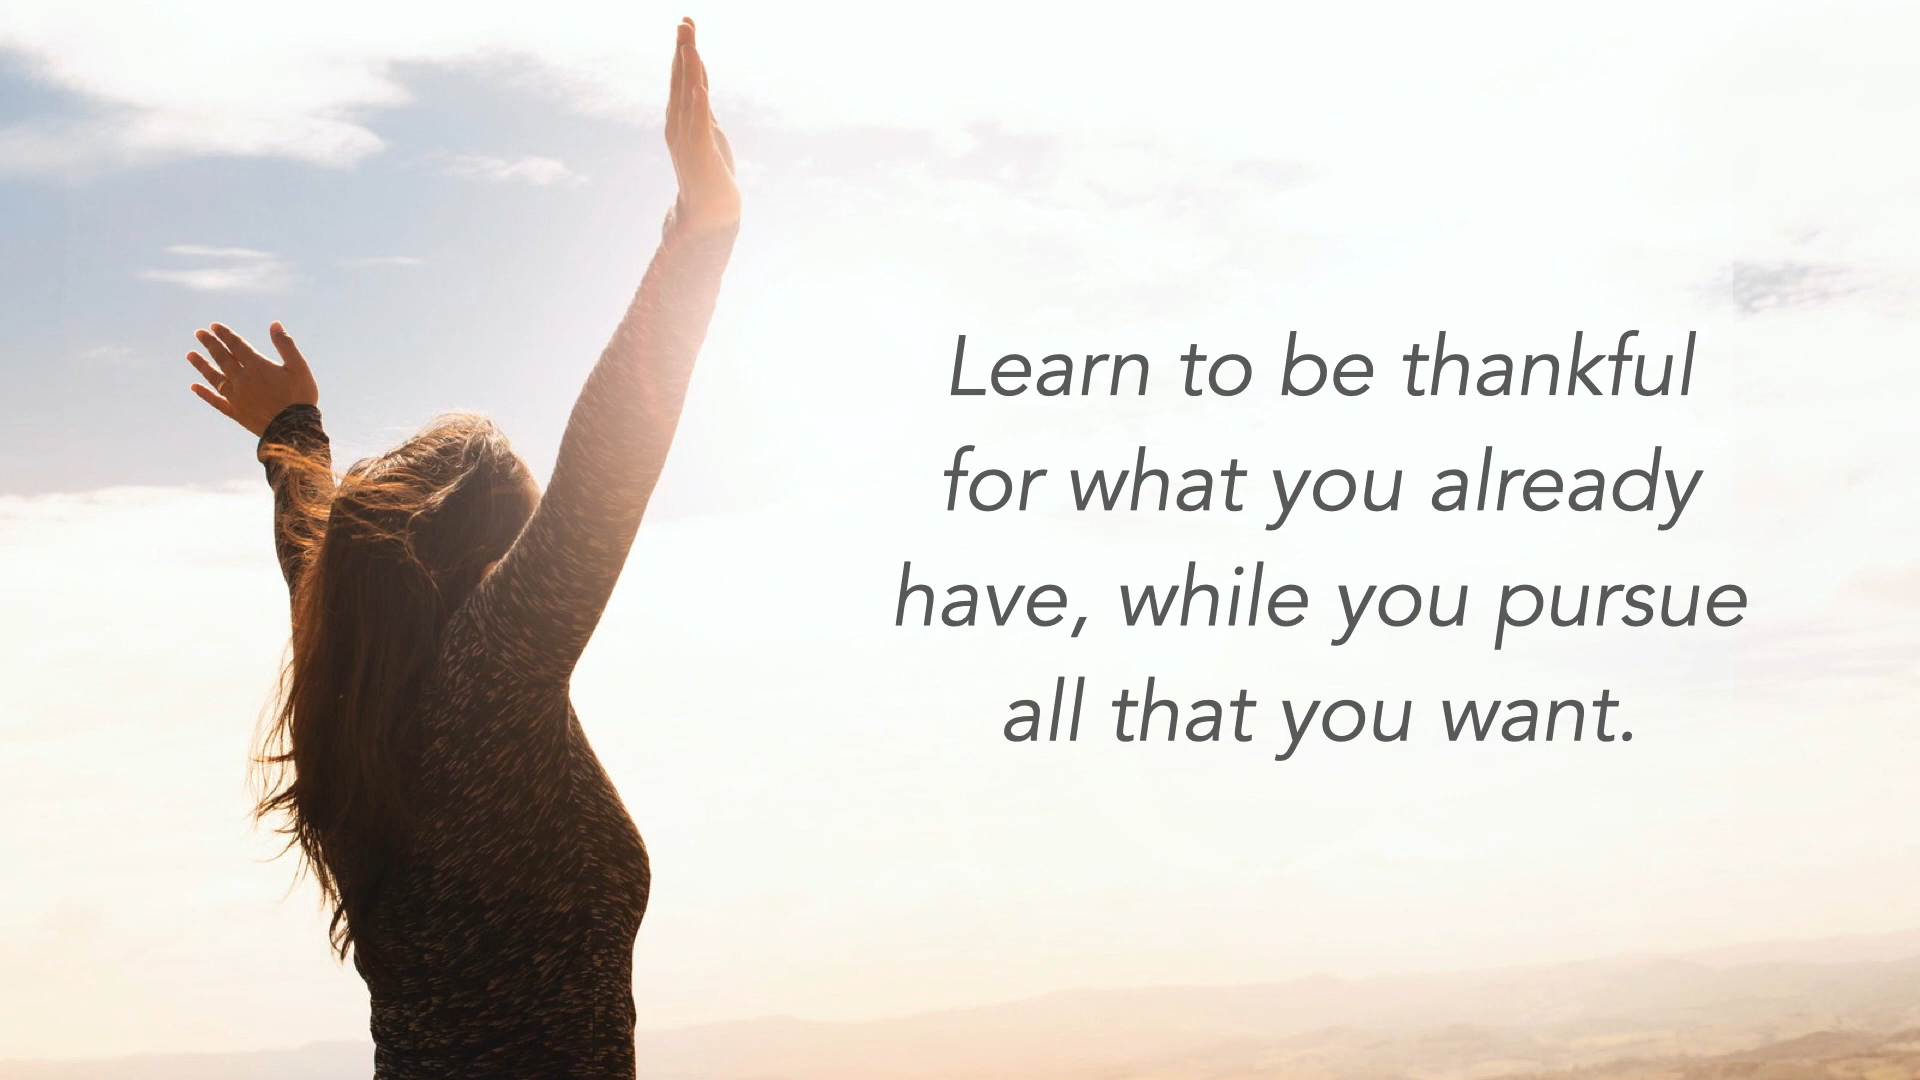 Learn to be thankful
for what you already
have, while you pursue
all that you want.